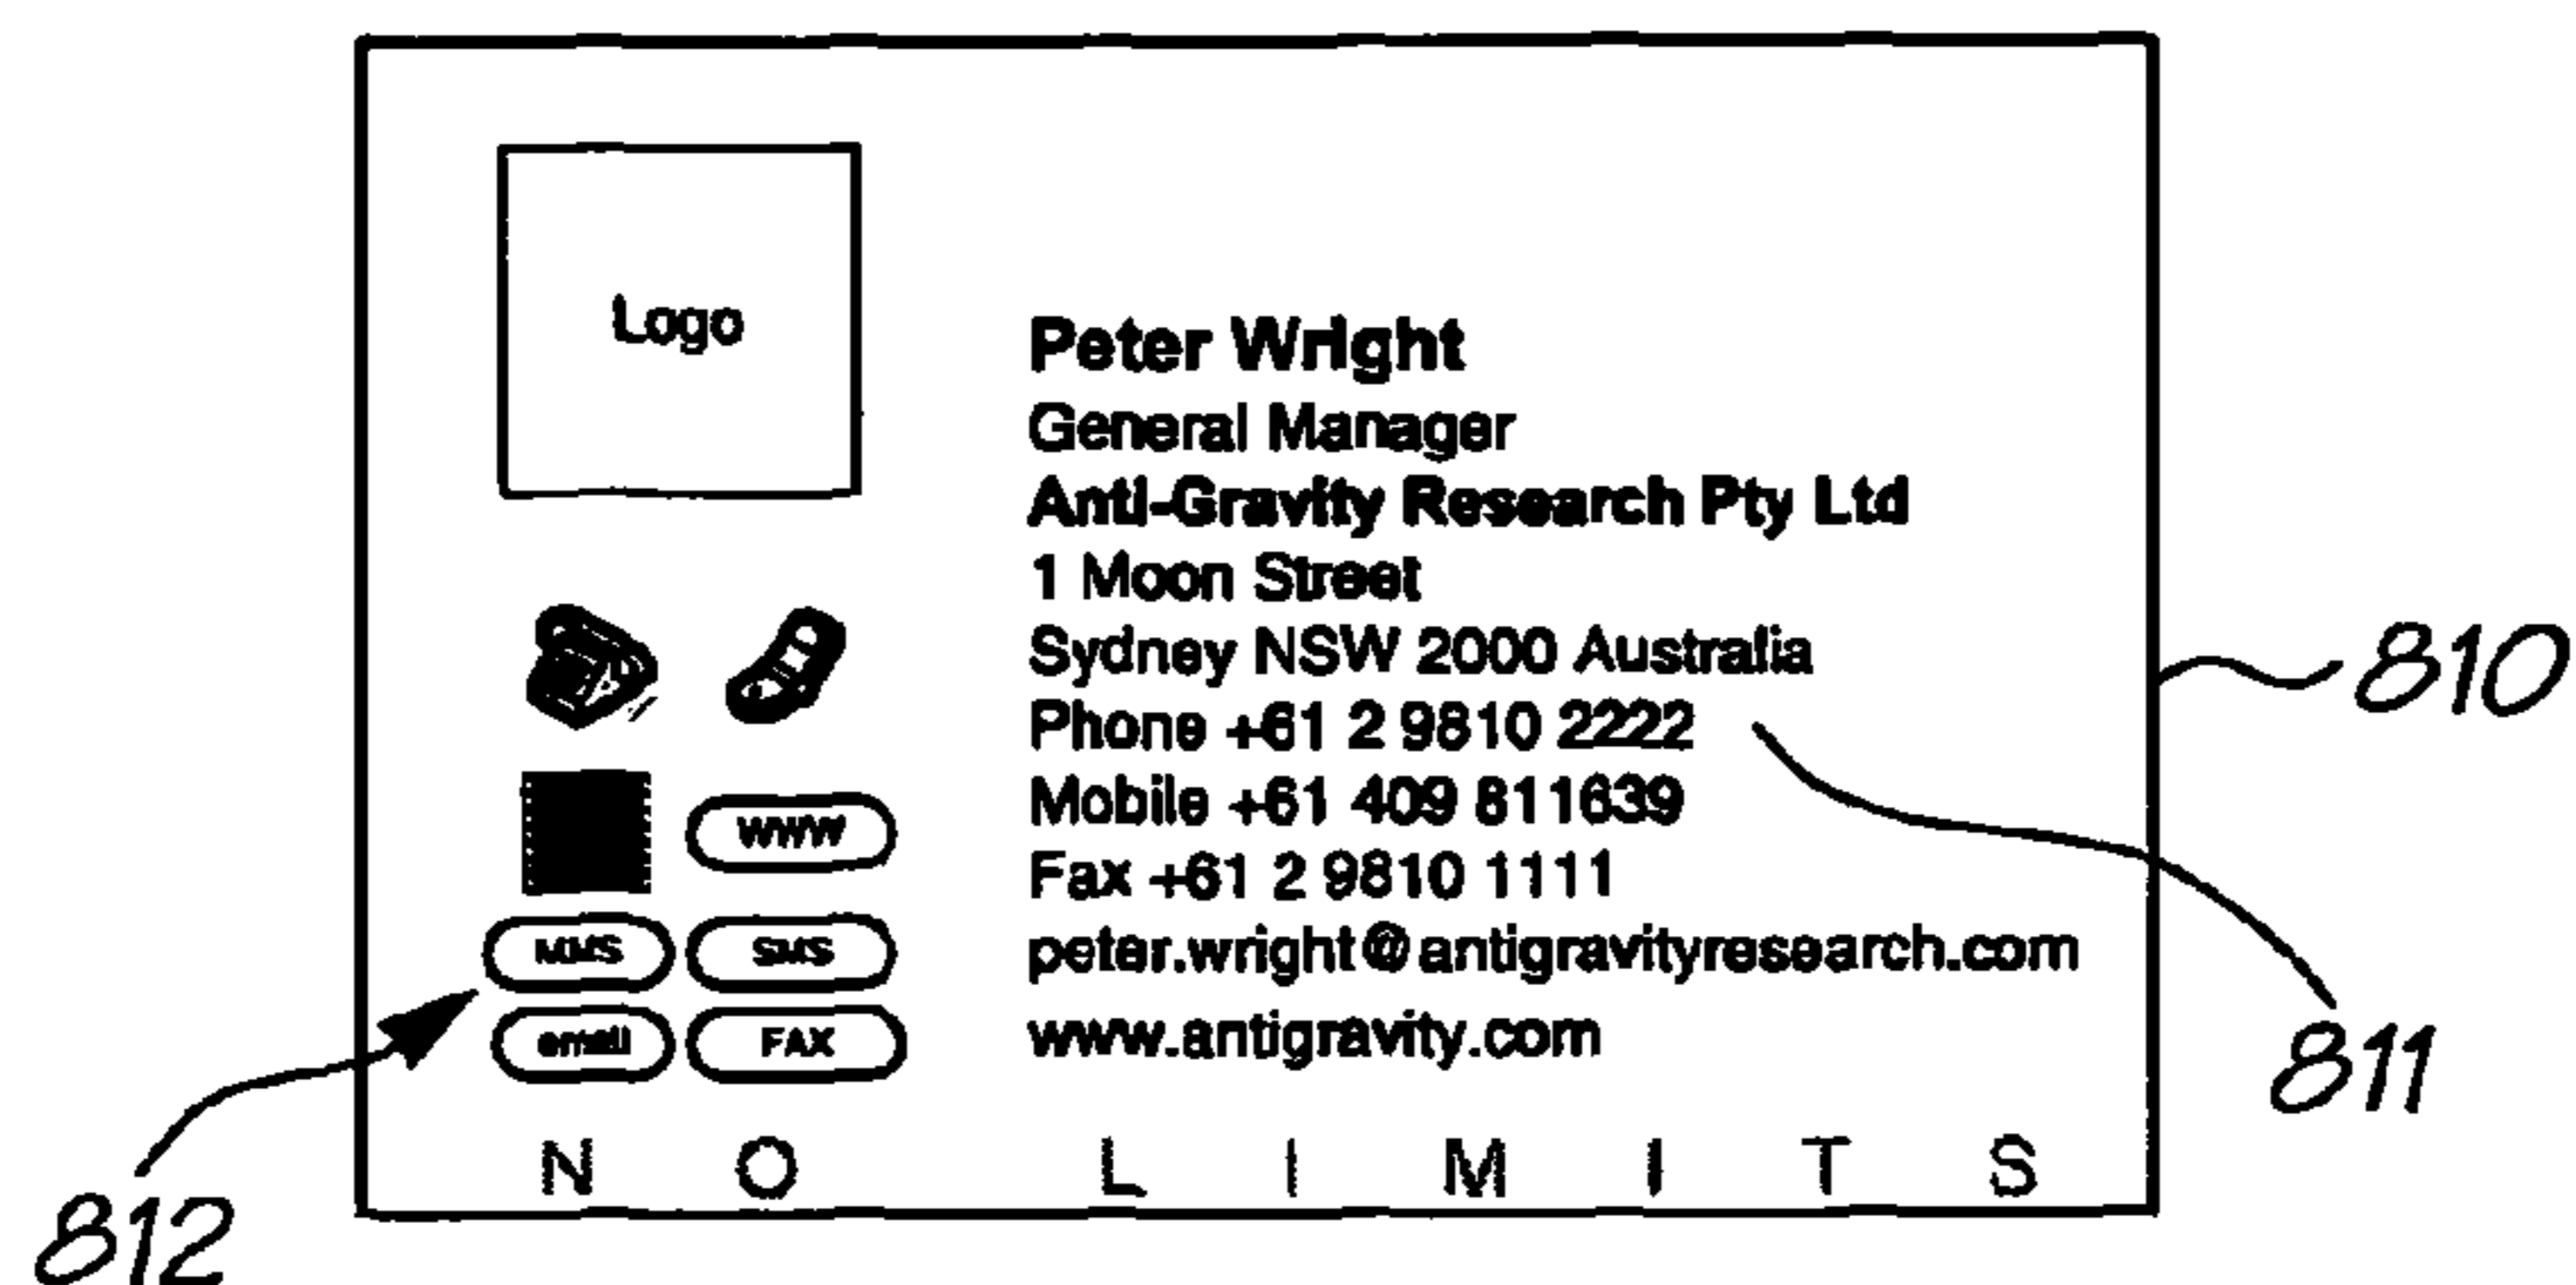 Logo
Peter Wright
General Manager
Anti-Gravity Research Pty Ltd
1 Moon Street
Sydney NSW 2000 Australia
Phone +61 2 9810 2222
Mobile +61 409 811639
Fax +61 2 9810 1111
peter.wright@antigravityresearch.com
www.antigravity.com
WWW
MMS SMS
email FAX
N O L I M I T S
810
811
812